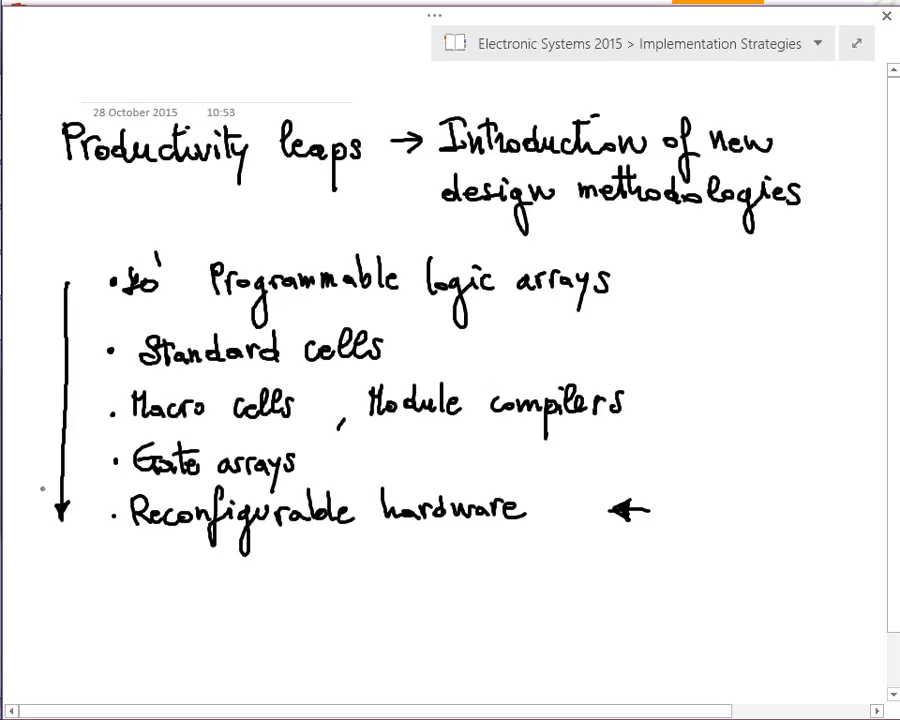 Electronic Systems 2015 > Implementation Strategies
28 October 2015 10:53
Productivity leaps → Introduction of new
design methodologies
• Programmable logic arrays
• Standard cells
• Macro cells , Module compilers
• Gate arrays
• Reconfigurable hardware ←